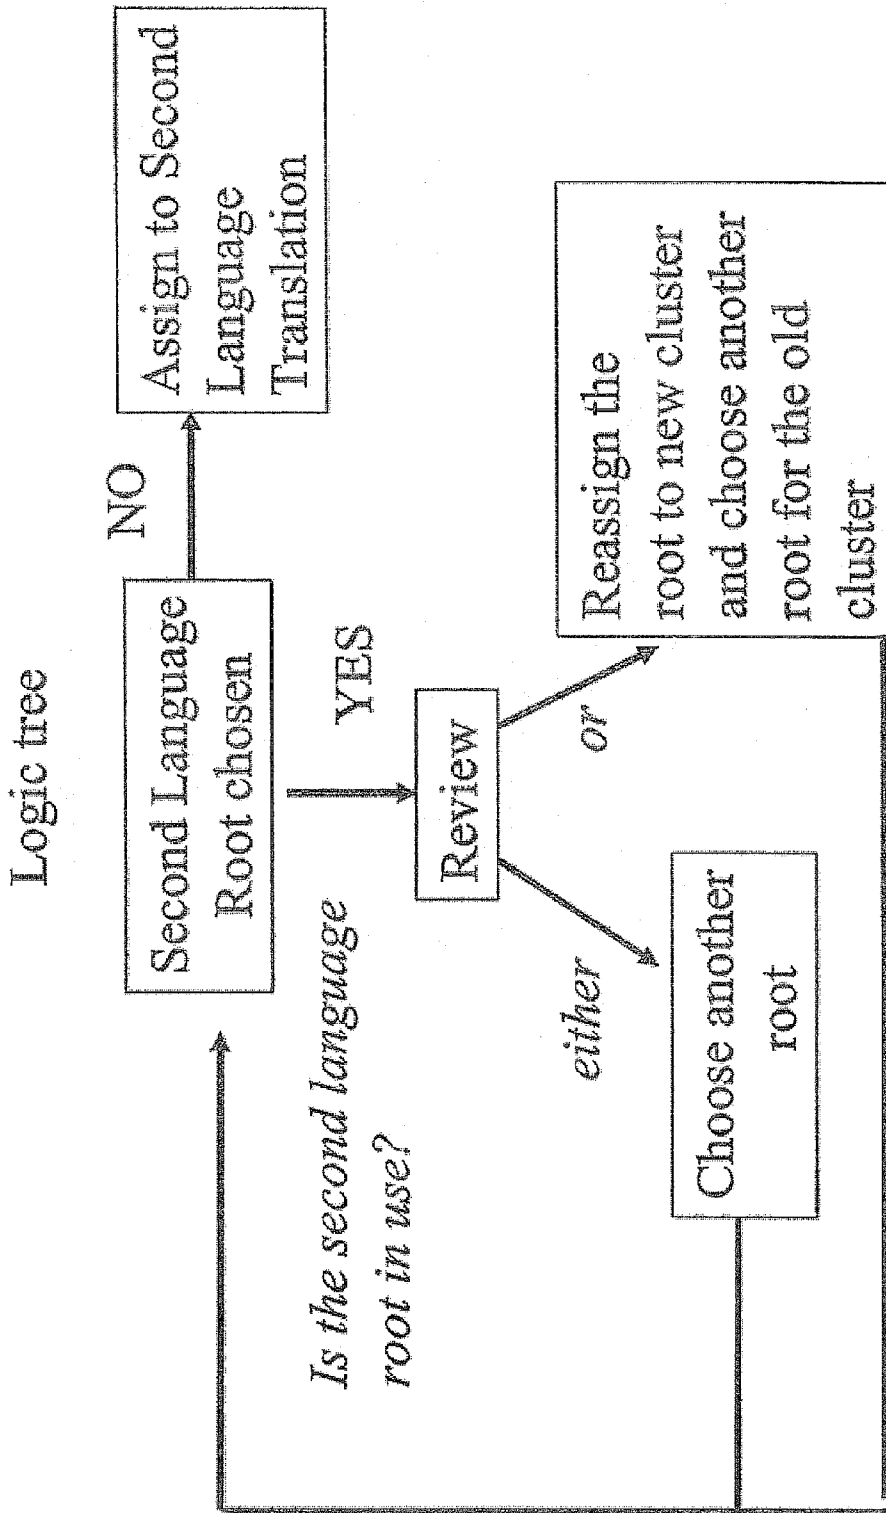 Logic tree
Second Language
Root chosen
NO
Assign to Second
Language
Translation
Is the second language
root in use?
YES
Review
either
or
Choose another
root
Reassign the
root to new cluster
and choose another
root for the old
cluster